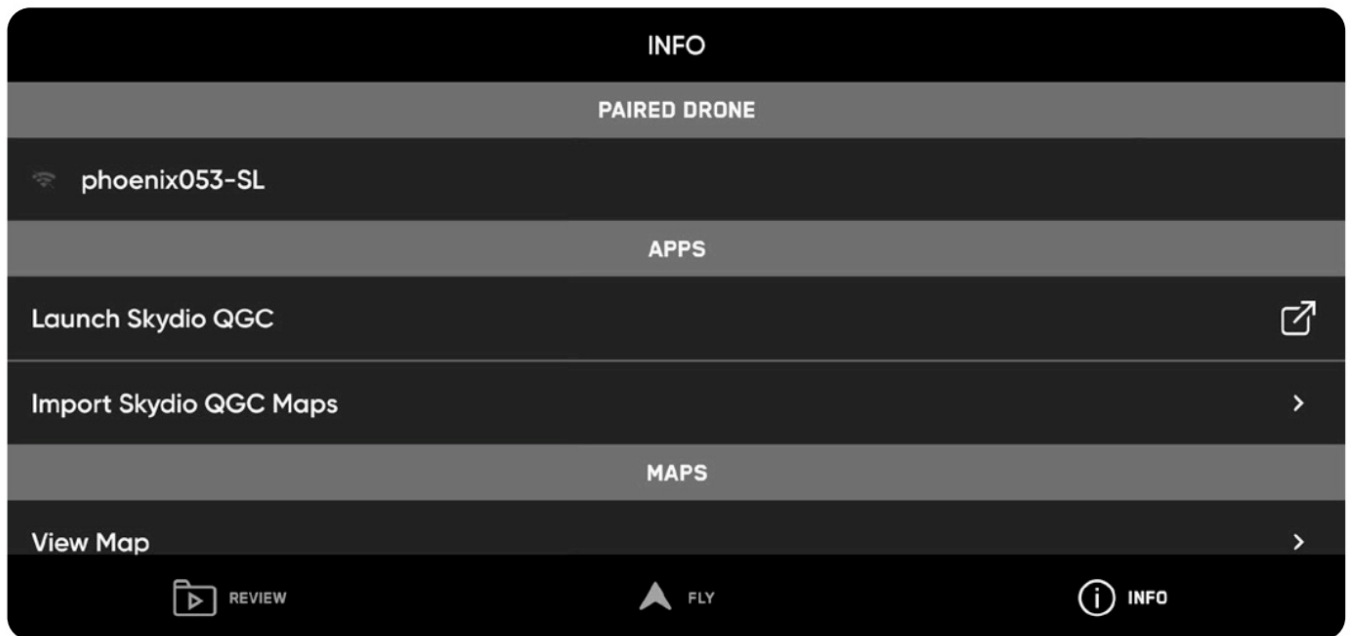 INFO
PAIRED DRONE
phoenix053-SL
APPS
Launch Skydio QGC
Import Skydio QGC Maps
MAPS
View Map
REVIEW FLY INFO